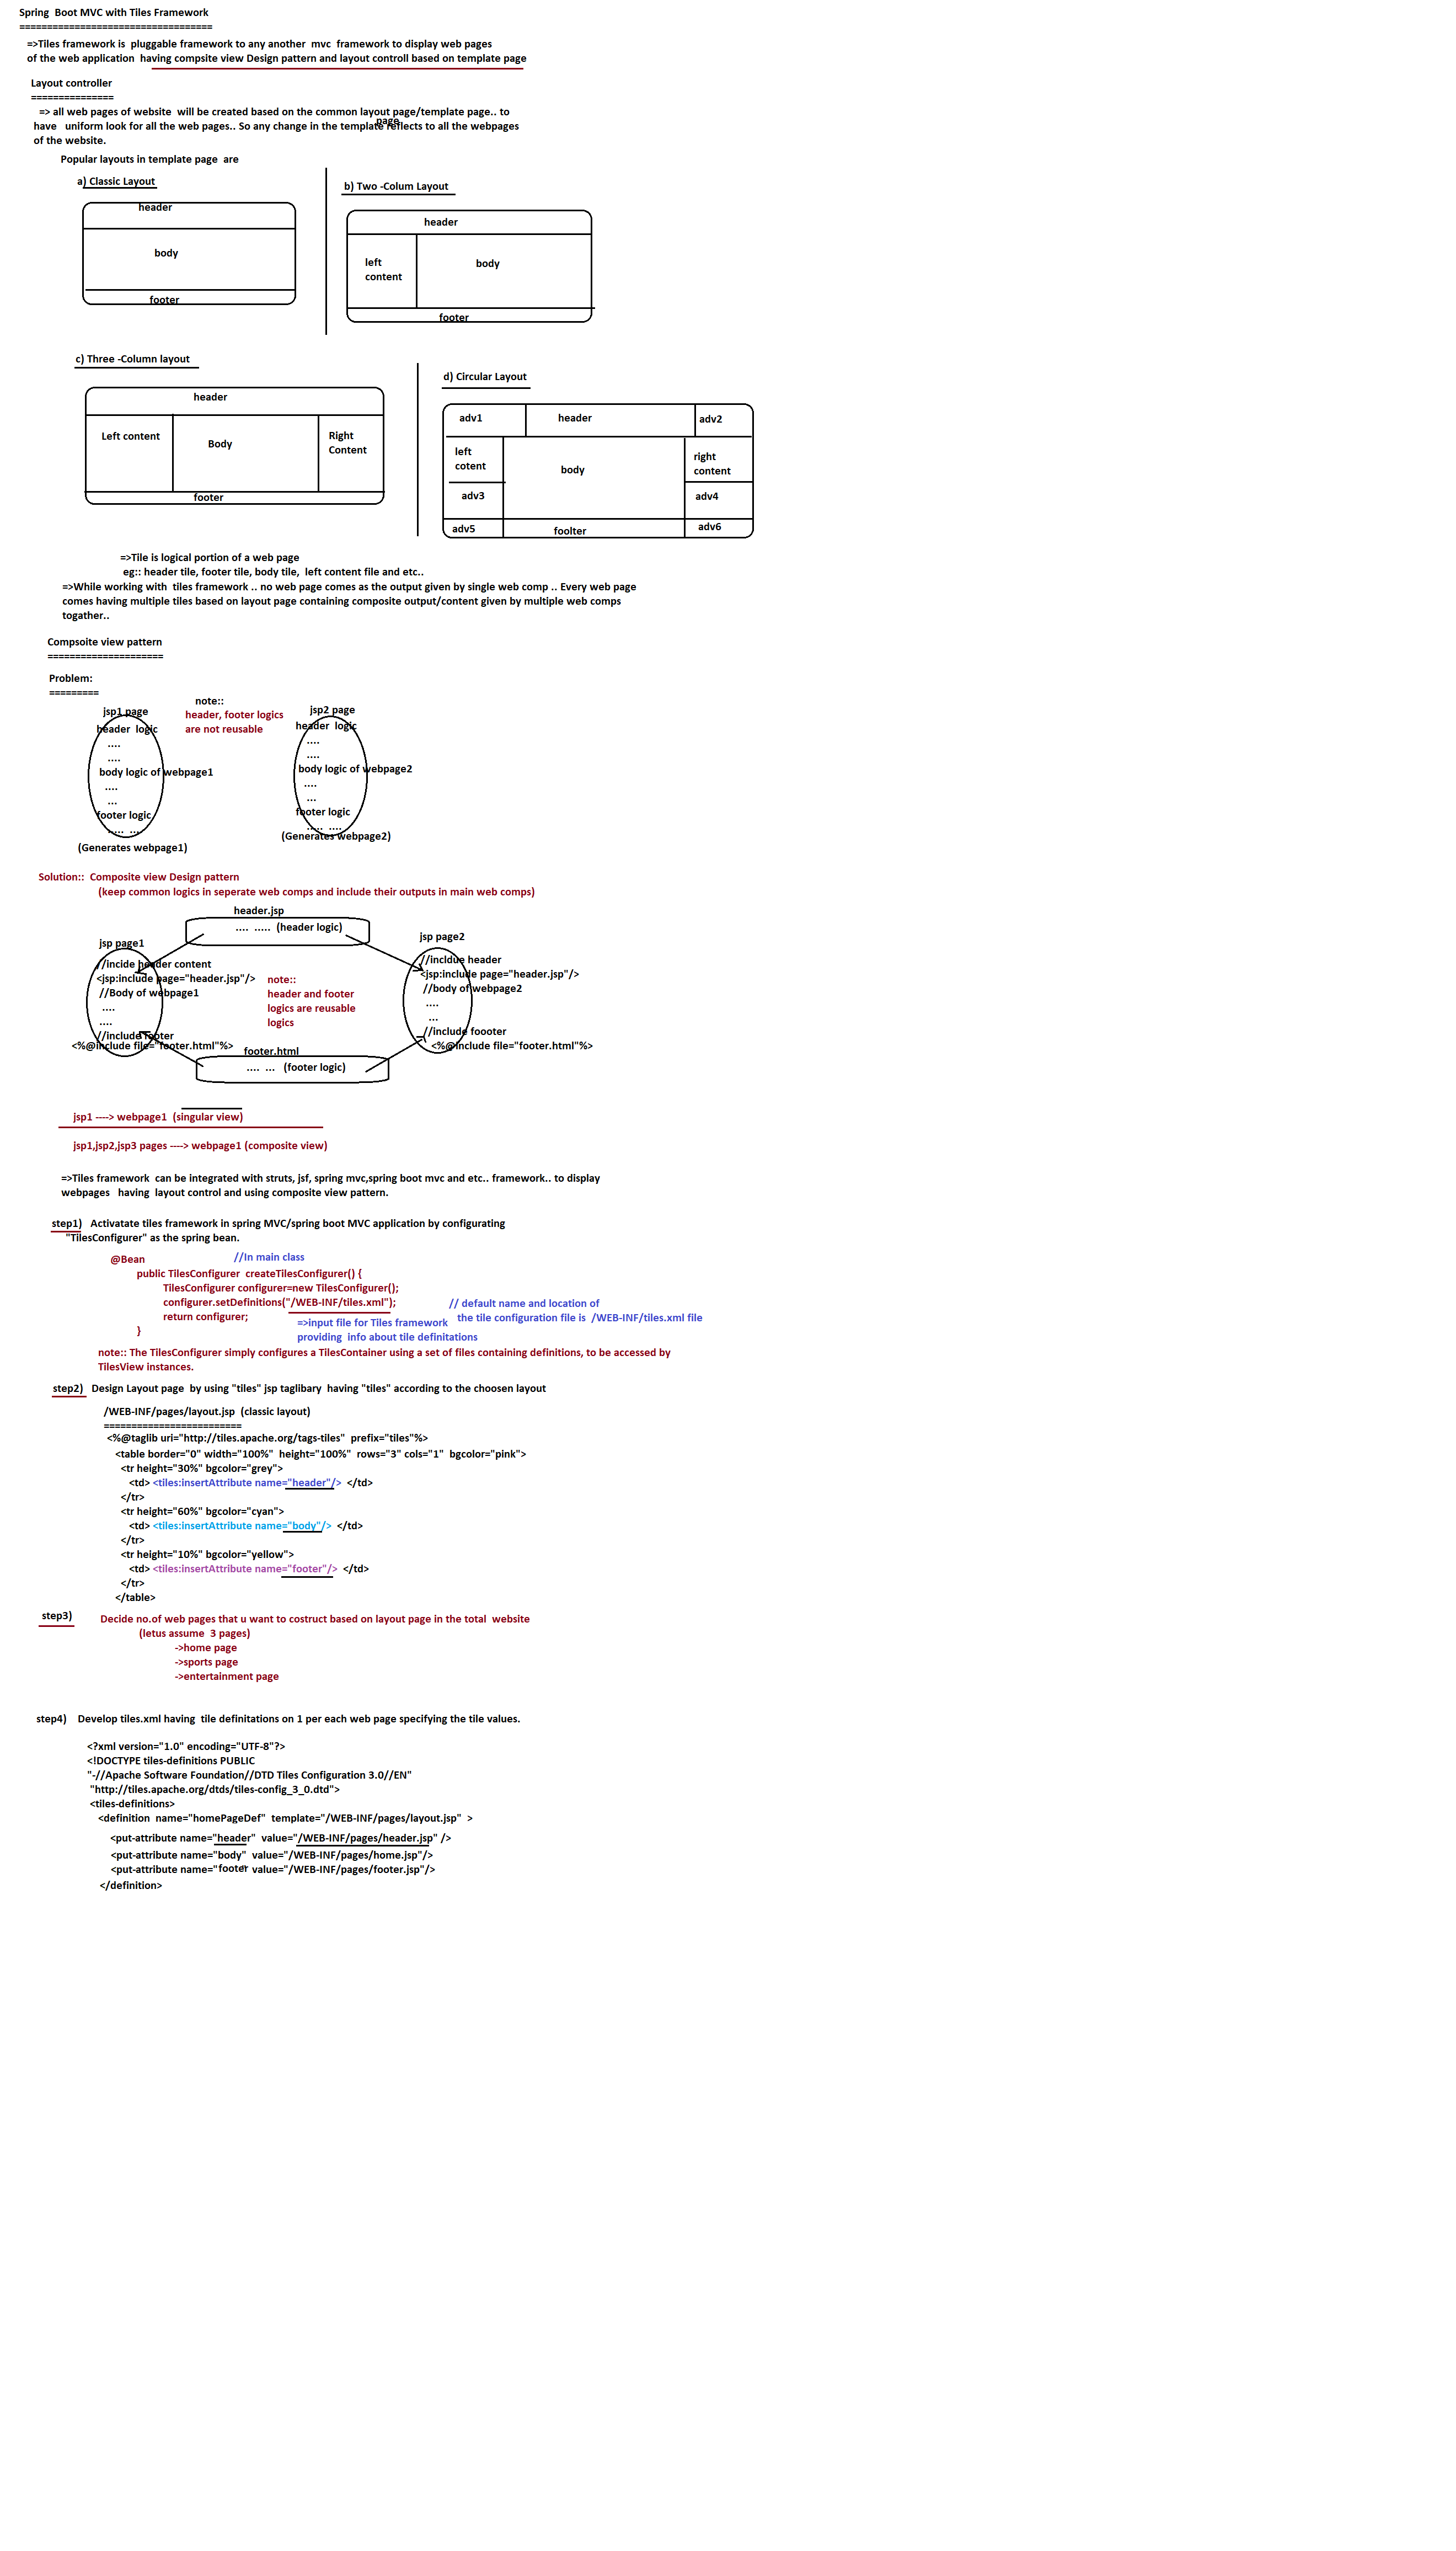 Spring  Boot MVC with Tiles Framework
===================================
=>Tiles framework is  pluggable framework to any another  mvc  framework to display web pages
of the web application  having compsite view Design pattern and layout controll based on template page
Layout controller
===============
=> all web pages of website  will be created based on the common layout page/template page.. to
page
have   uniform look for all the web pages.. So any change in the template reflects to all the webpages
of the website.
Popular layouts in template page  are
a) Classic Layout
header
body
footer
b) Two -Colum Layout
header
left
content
body
footer
c) Three -Column layout
header
Left content
Body
Right
Content
footer
d) Circular Layout
adv1
header
adv2
left
cotent
body
right
content
adv3
adv4
adv5
foolter
adv6
=>Tile is logical portion of a web page
eg:: header tile, footer tile, body tile,  left content file and etc..
=>While working with  tiles framework .. no web page comes as the output given by single web comp .. Every web page
comes having multiple tiles based on layout page containing composite output/content given by multiple web comps
togather..
Compsoite view pattern
=====================
Problem:
=========
jsp1 page
header  logic
....
....
body logic of webpage1
....
...
footer logic
..... ....
(Generates webpage1)
note::
header, footer logics
are not reusable
jsp2 page
header  logic
....
....
body logic of webpage2
....
...
footer logic
..... ....
(Generates webpage2)
Solution::  Composite view Design pattern
(keep common logics in seperate web comps and include their outputs in main web comps)
header.jsp
.... .....  (header logic)
jsp page1
//incide header content
<jsp:include page="header.jsp"/>
//Body of webpage1
....
....
//include footer
<%@include file="footer.html"%>
note::
header and footer
logics are reusable
logics
jsp page2
//incldue header
<jsp:include page="header.jsp"/>
//body of webpage2
....
...
//include foooter
<%@include file="footer.html"%>
footer.html
....  ...   (footer logic)
jsp1 ----> webpage1  (singular view)
jsp1,jsp2,jsp3 pages ----> webpage1 (composite view)
=>Tiles framework  can be integrated with struts, jsf, spring mvc,spring boot mvc and etc.. framework.. to display
webpages   having  layout control and using composite view pattern.
step1)   Activatate tiles framework in spring MVC/spring boot MVC application by configurating
"TilesConfigurer" as the spring bean.
@Bean
//In main class
public TilesConfigurer  createTilesConfigurer() {
TilesConfigurer configurer=new TilesConfigurer();
configurer.setDefinitions("/WEB-INF/tiles.xml");
return configurer;
}
// default name and location of
the tile configuration file is  /WEB-INF/tiles.xml file
=>input file for Tiles framework
providing  info about tile definitations
note:: The TilesConfigurer simply configures a TilesContainer using a set of files containing definitions, to be accessed by
TilesView instances.
step2)   Design Layout page  by using "tiles" jsp taglibary  having "tiles" according to the choosen layout
/WEB-INF/pages/layout.jsp  (classic layout)
=========================
<%@taglib uri="http://tiles.apache.org/tags-tiles"  prefix="tiles"%>
<table border="0" width="100%"  height="100%"  rows="3" cols="1"  bgcolor="pink">
<tr height="30%" bgcolor="grey">
<td> <tiles:insertAttribute name="header"/>  </td>
</tr>
<tr height="60%" bgcolor="cyan">
<td> <tiles:insertAttribute name="body"/>  </td>
</tr>
<tr height="10%" bgcolor="yellow">
<td> <tiles:insertAttribute name="footer"/>  </td>
</tr>
</table>
step3)   Decide no.of web pages that u want to costruct based on layout page in the total  website
(letus assume  3 pages)
->home page
->sports page
->entertainment page
step4)    Develop tiles.xml having  tile definitations on 1 per each web page specifying the tile values.
<?xml version="1.0" encoding="UTF-8"?>
<!DOCTYPE tiles-definitions PUBLIC
"-//Apache Software Foundation//DTD Tiles Configuration 3.0//EN"
"http://tiles.apache.org/dtds/tiles-config_3_0.dtd">
<tiles-definitions>
<definition  name="homePageDef"  template="/WEB-INF/pages/layout.jsp"  >
<put-attribute name="header"  value="/WEB-INF/pages/header.jsp" />
<put-attribute name="body"  value="/WEB-INF/pages/home.jsp"/>
<put-attribute name="footer" value="/WEB-INF/pages/footer.jsp"/>
</definition>